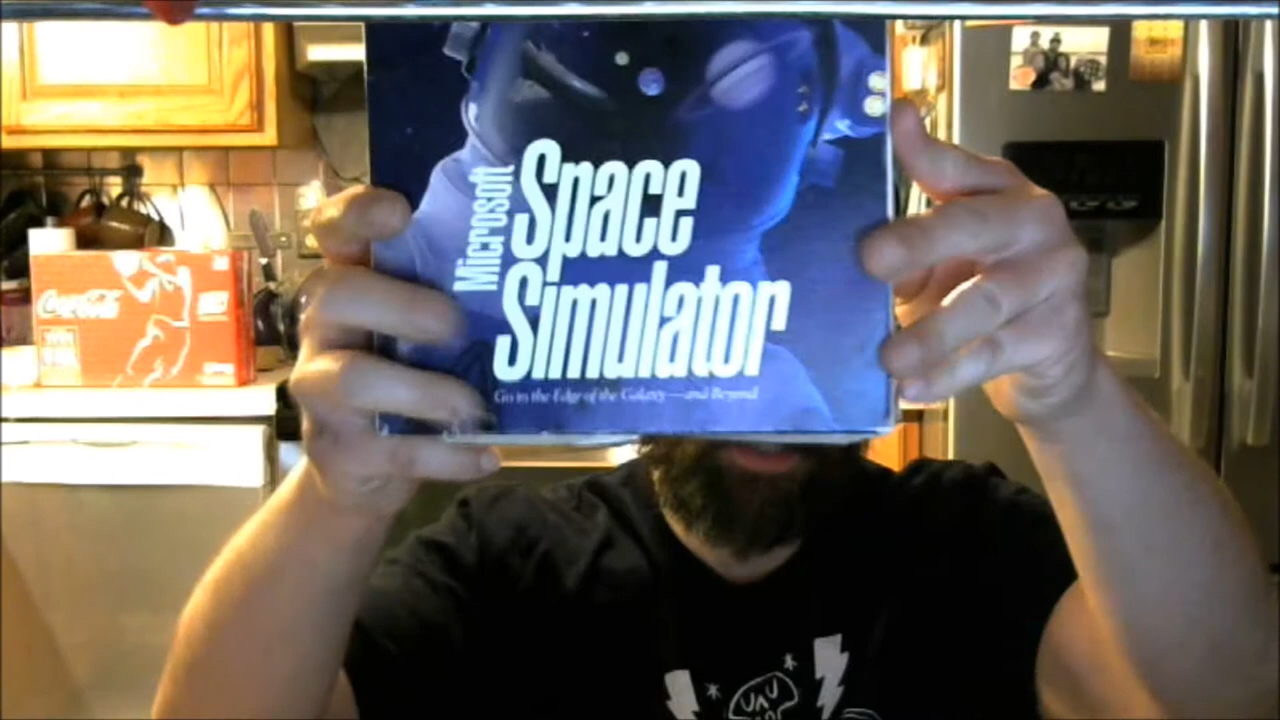 Microsoft
Space
Simulator
Go to the Edge of the Galaxy—and Beyond
Coca-Cola